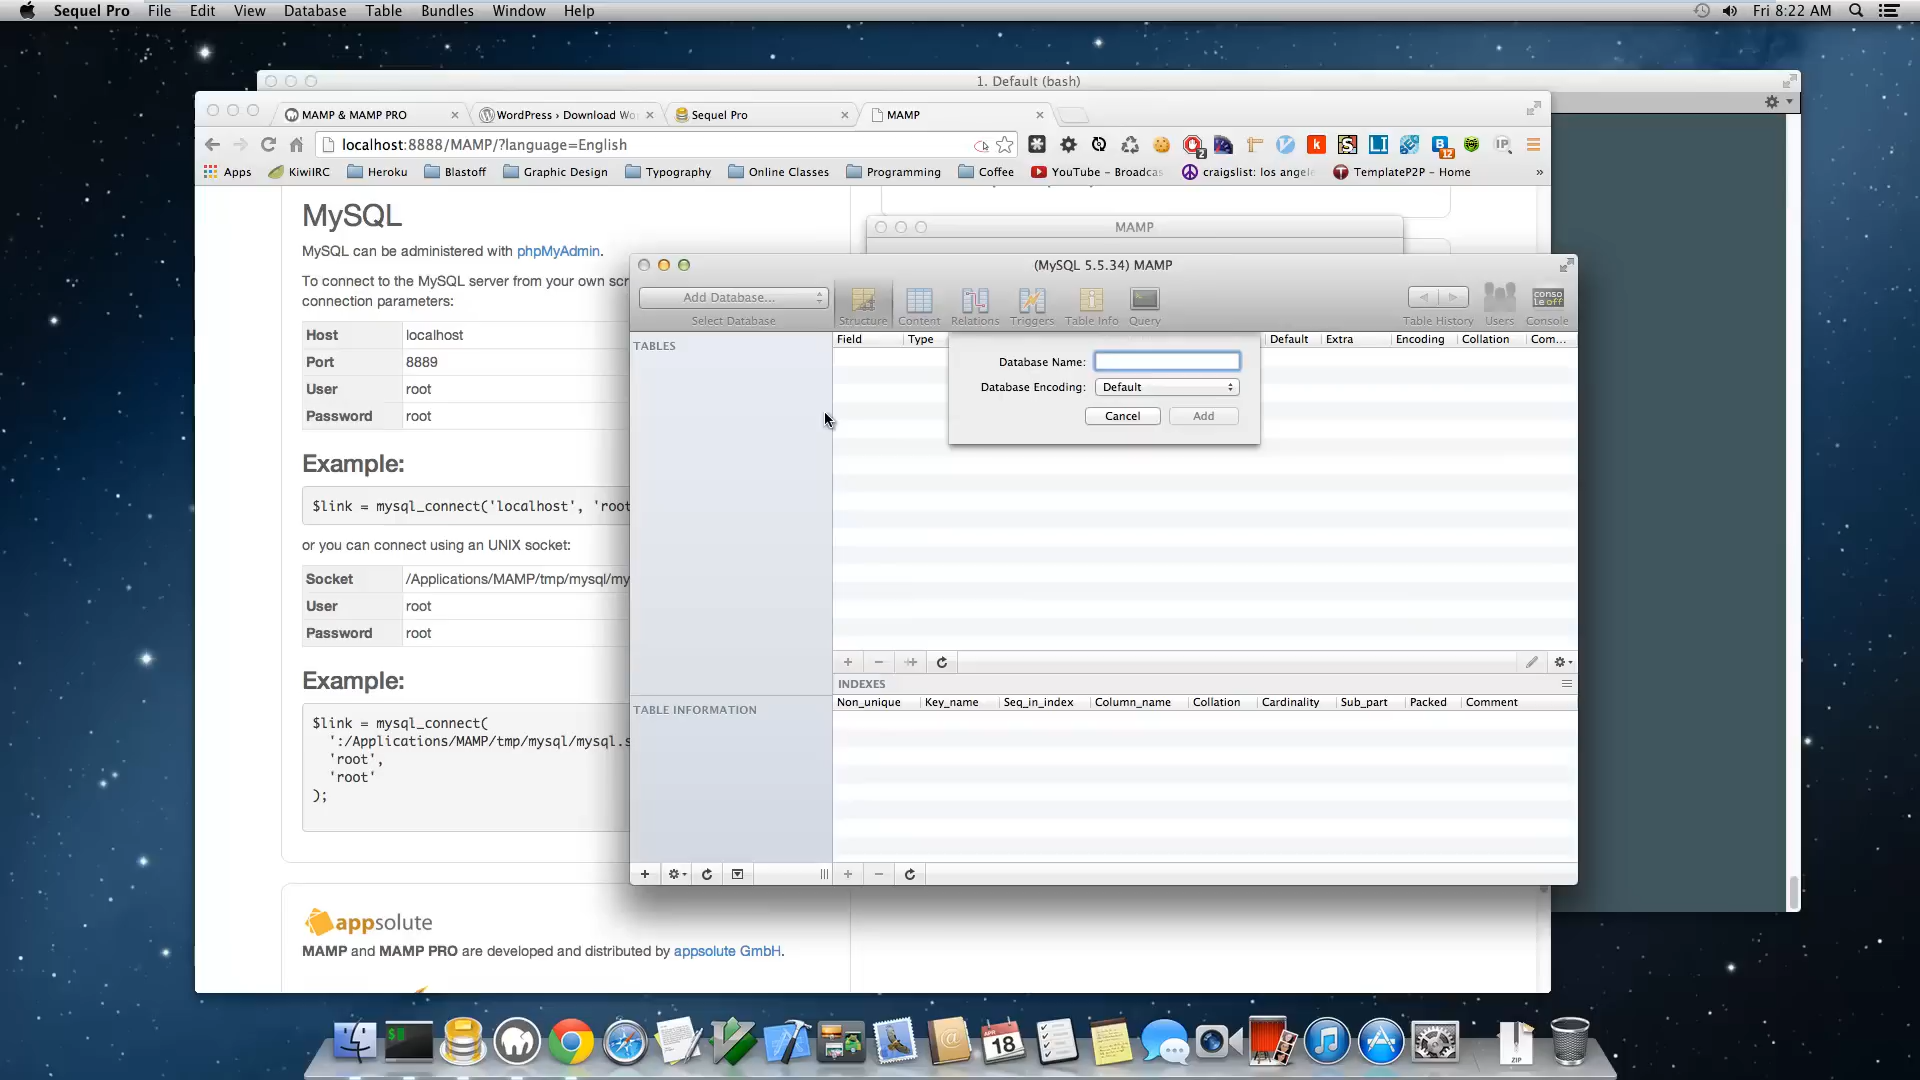 Sequel Pro File Edit View Database Table Bundles Window Help
Fri 8:22 AM
1. Default (bash)
MAMP & MAMP PRO
WordPress › Download Wo
Sequel Pro
MAMP
localhost:8888/MAMP/?language=English
2
12
Apps KiwiIRC Heroku Blastoff Graphic Design Typography Online Classes Programming Coffee YouTube - Broadcas craigslist: los angele TemplateP2P - Home »
MySQL
MySQL can be administered with phpMyAdmin.
To connect to the MySQL server from your own scr
connection parameters:
Host localhost
Port 8889
User root
Password root
Example:
$link = mysql_connect('localhost', 'root
or you can connect using an UNIX socket:
Socket /Applications/MAMP/tmp/mysql/my
User root
Password root
Example:
$link = mysql_connect(
':/Applications/MAMP/tmp/mysql/mysql.s
'root',
'root'
);
appsolute
MAMP and MAMP PRO are developed and distributed by appsolute GmbH.
MAMP
(MySQL 5.5.34) MAMP
Add Database...
Select Database
Structure Content Relations Triggers Table Info Query
Table History Users Console
conso
le off
TABLES
Field Type Default Extra Encoding Collation Com...
Database Name:
Database Encoding: Default
Cancel Add
INDEXES
Non_unique Key_name Seq_in_index Column_name Collation Cardinality Sub_part Packed Comment
TABLE INFORMATION
APR
18
ZIP